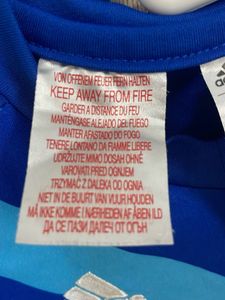 VON OFFENEM FEUER FERN HALTEN
KEEP AWAY FROM FIRE
GARDER A DISTANCE DU FEU
MANTÉNGASE ALEJADO DEL FUEGO
MANTER AFASTADO DO FOGO
TENERE LONTANO DA FIAMME LIBERE
UDRŽUJTE MIMO DOSAH OHNĚ
VAROVATI PRED OGNJEM
TRZYMAĆ Z DALEKA OD OGNIA
NIET IN DE BUURT VAN VUUR HOUDEN
MÅ IKKE KOMME I NÆRHEDEN AF ÅBEN ILD
ДА СЕ ПАЗИ ДАЛЕЧ ОТ ОГЪН